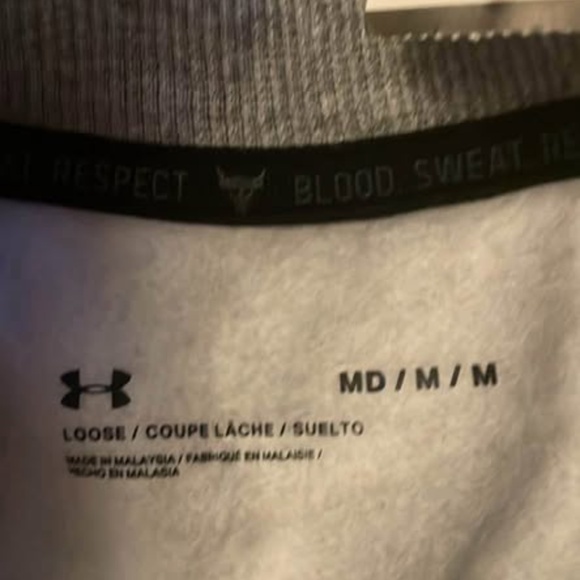 RESPECT BLOOD. SWEAT.
MD / M / M
LOOSE / COUPE LÂCHE / SUELTO
MADE IN MALAYSIA / FABRIQUÉ EN MALAISIE /
HECHO EN MALASIA